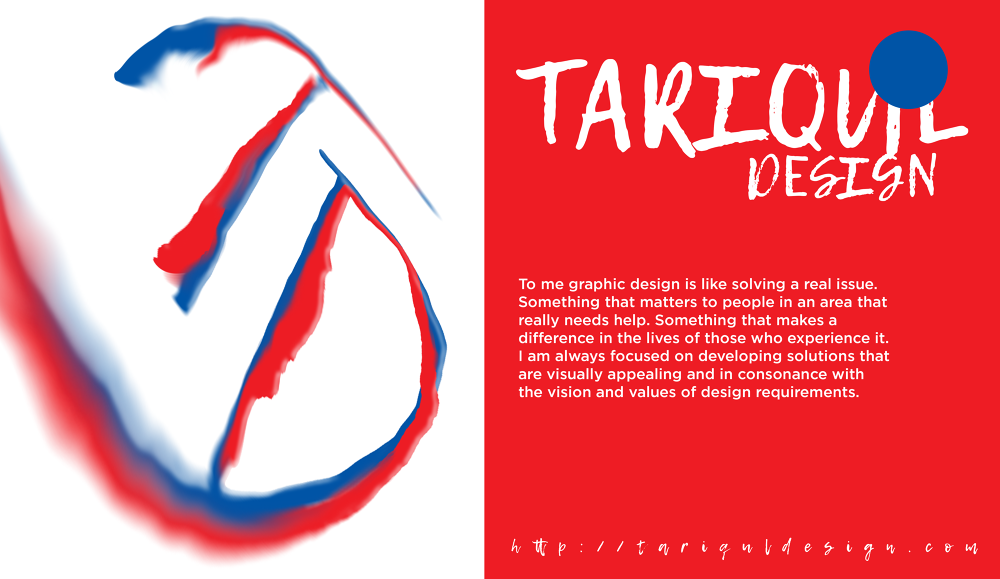 TARIQUL
DESIGN
To me graphic design is like solving a real issue.
Something that matters to people in an area that
really needs help. Something that makes a
difference in the lives of those who experience it.
I am always focused on developing solutions that
are visually appealing and in consonance with
the vision and values of design requirements.
http://tariquldesign.com